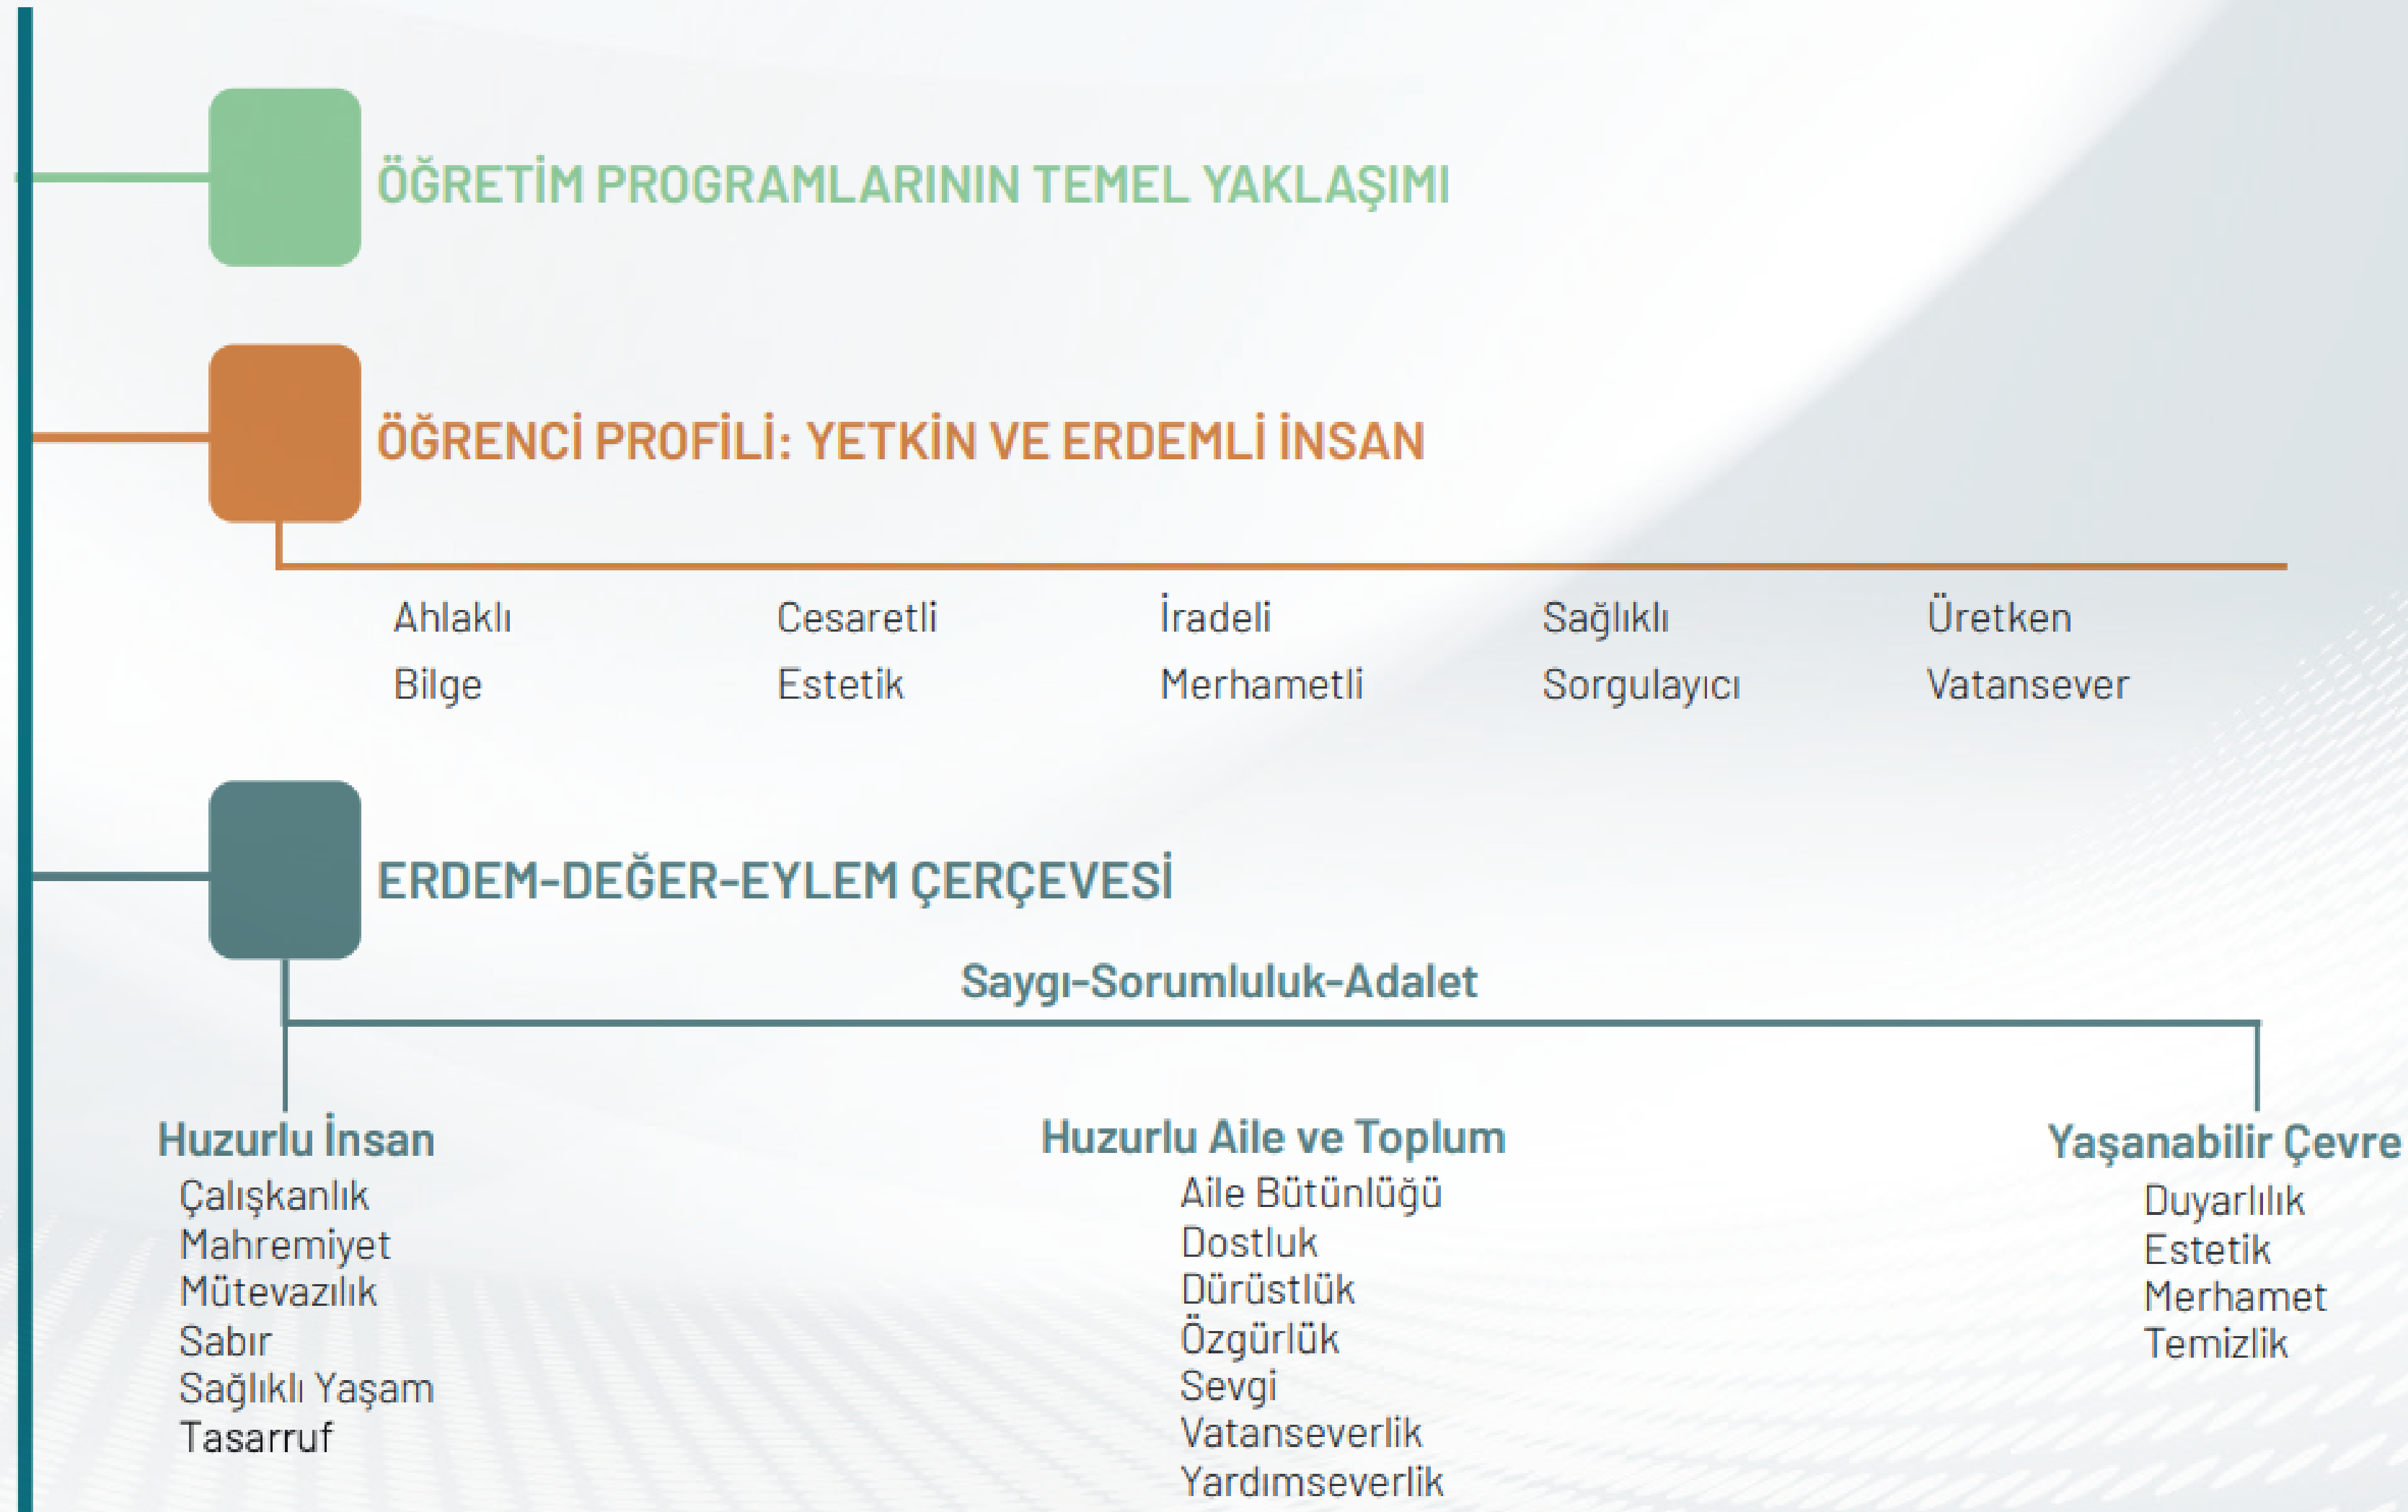 ÖĞRETİM PROGRAMLARININ TEMEL YAKLAŞIMI
ÖĞRENCİ PROFİLİ: YETKİN VE ERDEMLİ İNSAN
Ahlaklı Cesaretli İradeli Sağlıklı Üretken
Bilge Estetik Merhametli Sorgulayıcı Vatansever
ERDEM-DEĞER-EYLEM ÇERÇEVESİ
Saygı-Sorumluluk-Adalet
Huzurlu İnsan
Çalışkanlık
Mahremiyet
Mütevazılık
Sabır
Sağlıklı Yaşam
Tasarruf
Huzurlu Aile ve Toplum
Aile Bütünlüğü
Dostluk
Dürüstlük
Özgürlük
Sevgi
Vatanseverlik
Yardımseverlik
Yaşanabilir Çevre
Duyarlılık
Estetik
Merhamet
Temizlik